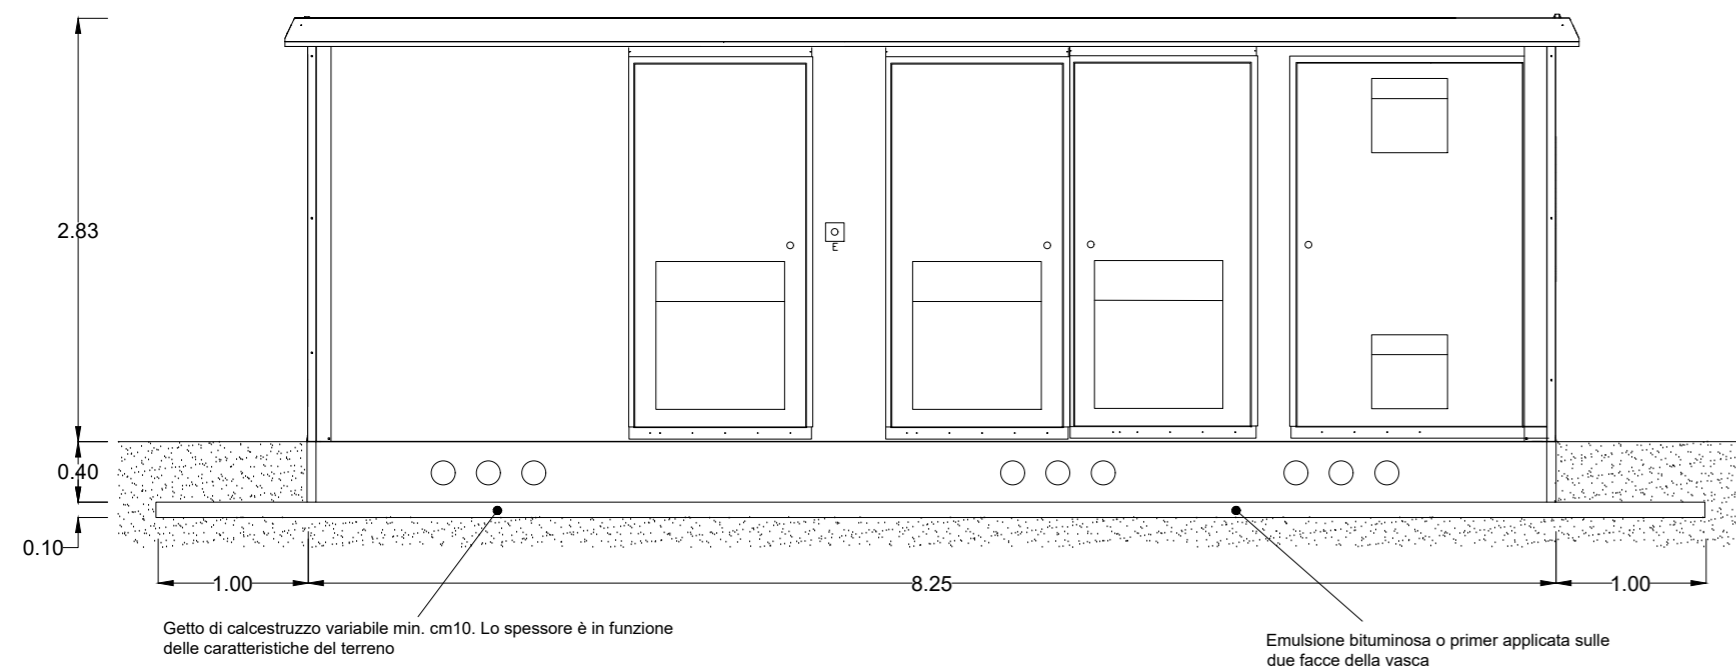 2.83
E
0.40
0.10
1.00
8.25
1.00
Getto di calcestruzzo variabile min. cm10. Lo spessore è in funzione
delle caratteristiche del terreno
Emulsione bituminosa o primer applicata sulle
due facce della vasca